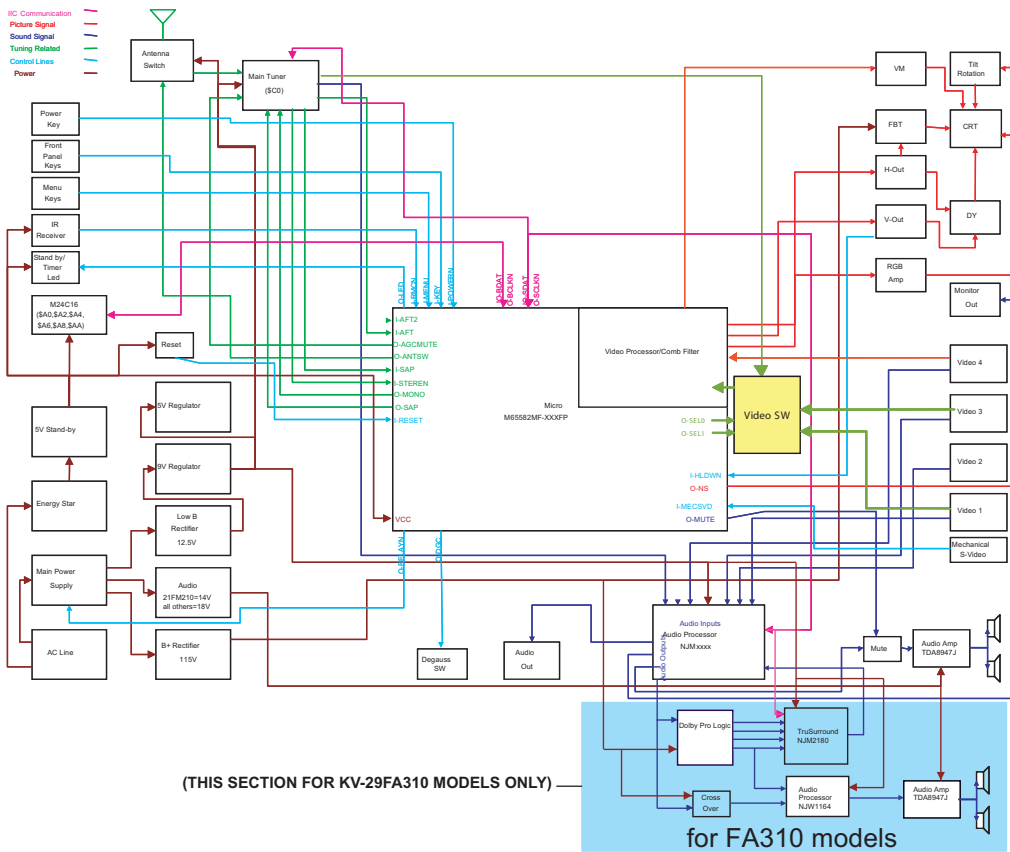 IIC Communication
Picture Signal
Sound Signal
Tuning Related
Control Lines
Power
Antenna
Switch
Main Tuner
($C0)
VM
Tilt
Rotation
Power
Key
FBT
CRT
Front
Panel
Keys
H-Out
Menu
Keys
V-Out
DY
IR
Receiver
Stand by/
Timer
Led
RGB
Amp
Monitor
Out
M24C16
($A0,$A2,$A4,
$A6,$A8,$AA)
O-LED
I-RMCN
I-MENU
I-KEY
I-POWERN
IO-BDAT
O-BCLKN
IO-SDAT
O-SCLKN
Reset
I-AFT2
I-AFT
O-AGCMUTE
O-ANTSW
I-SAP
I-STEREN
O-MONO
O-SAP
I-RESET
Video Processor/Comb Filter
Micro
M65582MF-XXXFP
Video 4
Video SW
Video 3
O-SEL0
O-SEL1
Video 2
5V Regulator
5V Stand-by
9V Regulator
I-HLDWN
O-NS
I-MECSVD
O-MUTE
Energy Star
Video 1
VCC
Low B
Rectifier
12.5V
O-RELAYN
O-DGC
Mechanical
S-Video
Main Power
Supply
Audio
21FM210=14V
all others=18V
Audio Inputs
Audio Processor
NJMxxxx
Audio Outputs
AC Line
B+ Rectifier
115V
Degauss
SW
Audio
Out
Mute
Audio Amp
TDA8947J
Dolby Pro Logic
TruSurround
NJM2180
(THIS SECTION FOR KV-29FA310 MODELS ONLY)
Cross
Over
Audio
Processor
NJW1164
Audio Amp
TDA8947J
for FA310 models